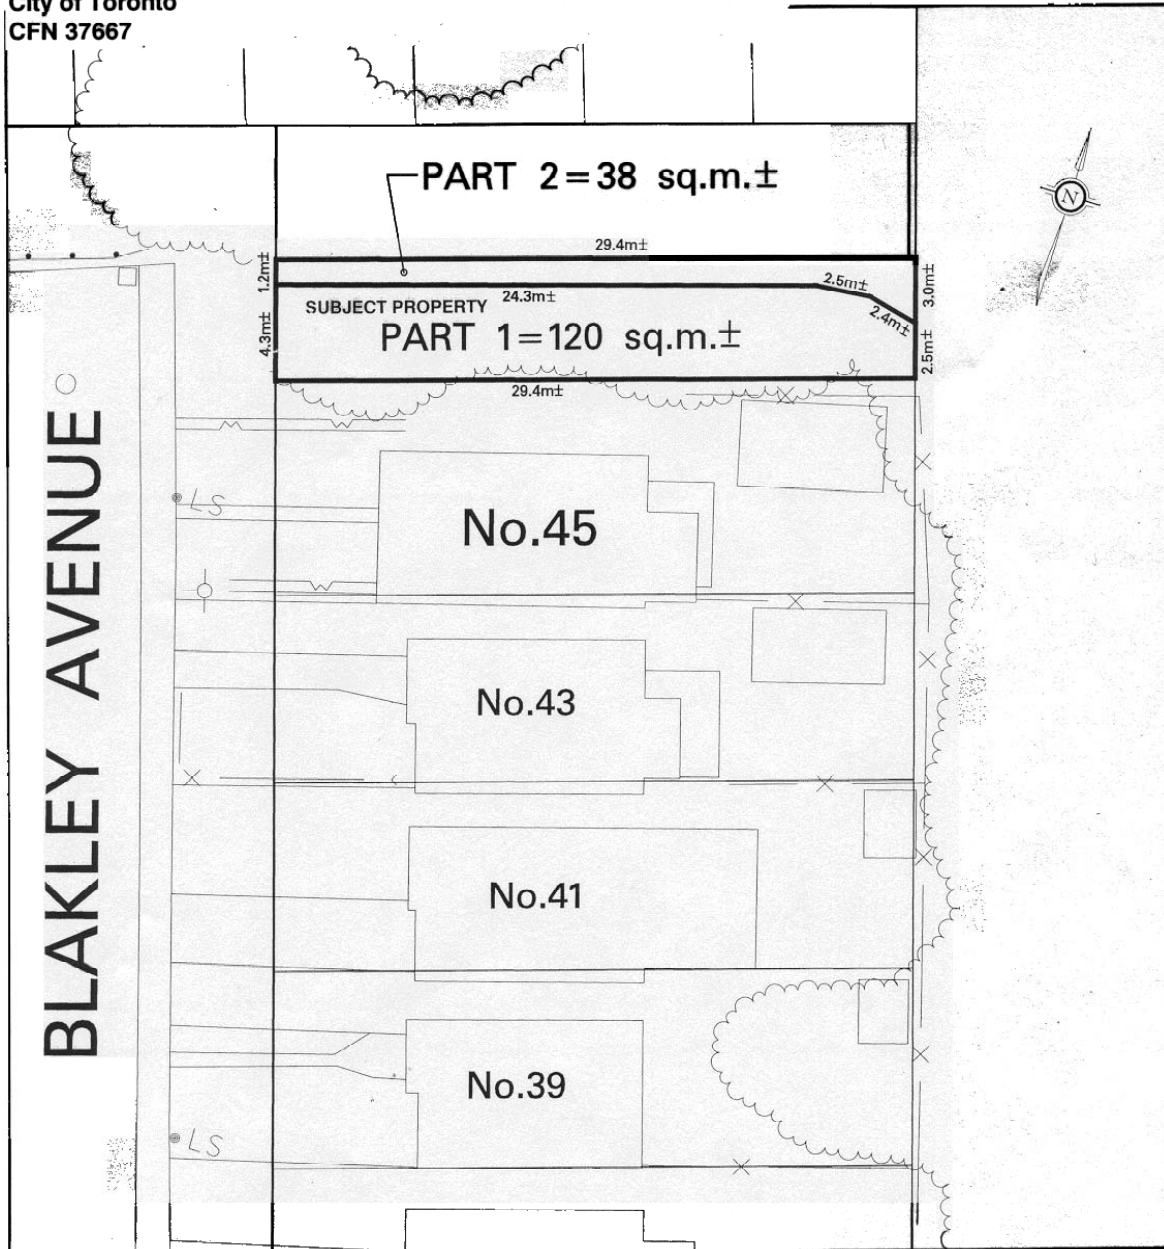 City of Toronto
CFN 37667
PART 2=38 sq.m.±
N
29.4m±
1.2m±
2.5m±
3.0m±
SUBJECT PROPERTY
24.3m±
2.4m±
4.3m±
PART 1=120 sq.m.±
2.5m±
29.4m±
BLAKLEY AVENUE
LS
No.45
No.43
No.41
No.39
LS